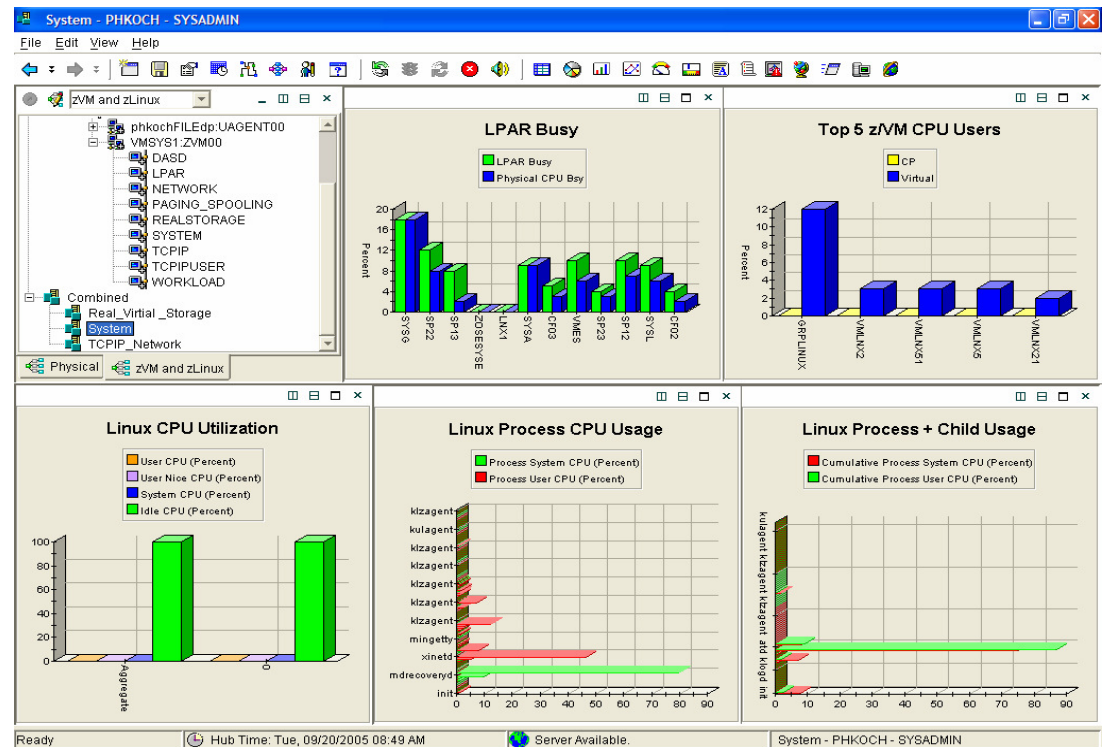 System - PHKOCH - SYSADMIN
File Edit View Help
zVM and zLinux
phkochFILEdp:UAGENT00
VMSYS1:ZVM00
DASD
LPAR
NETWORK
PAGING_SPOOLING
REALSTORAGE
SYSTEM
TCPIP
TCPIPUSER
WORKLOAD
Combined
Real_Virtial _Storage
System
TCPIP_Network
Physical
zVM and zLinux
LPAR Busy
LPAR Busy
Physical CPU Bsy
Percent
20
16
12
8
4
0
SYSG
SP22
SP13
ZOSESYSE
LNX1
SYSA
CF03
VMES
SP23
SP12
SYSL
CF02
Top 5 z/VM CPU Users
CP
Virtual
Percent
12
10
8
6
4
2
0
GRPLINUX
VMLNX2
VMLNX51
VMLNX5
VMLNX21
Linux CPU Utilization
User CPU (Percent)
User Nice CPU (Percent)
System CPU (Percent)
Idle CPU (Percent)
100
80
60
40
20
0
Aggregate
0
Linux Process CPU Usage
Process System CPU (Percent)
Process User CPU (Percent)
klzagent
kulagent
klzagent
klzagent
klzagent
klzagent
klzagent
mingetty
xinetd
mdrecoveryd
init
0 10 20 30 40 50 60 70 80 90
Linux Process + Child Usage
Cumulative Process System CPU (Percent)
Cumulative Process User CPU (Percent)
kulagent klzagent klzagent atd klogd init
0 10 20 30 40 50 60 70 80 90
Ready
Hub Time: Tue, 09/20/2005 08:49 AM
Server Available.
System - PHKOCH - SYSADMIN